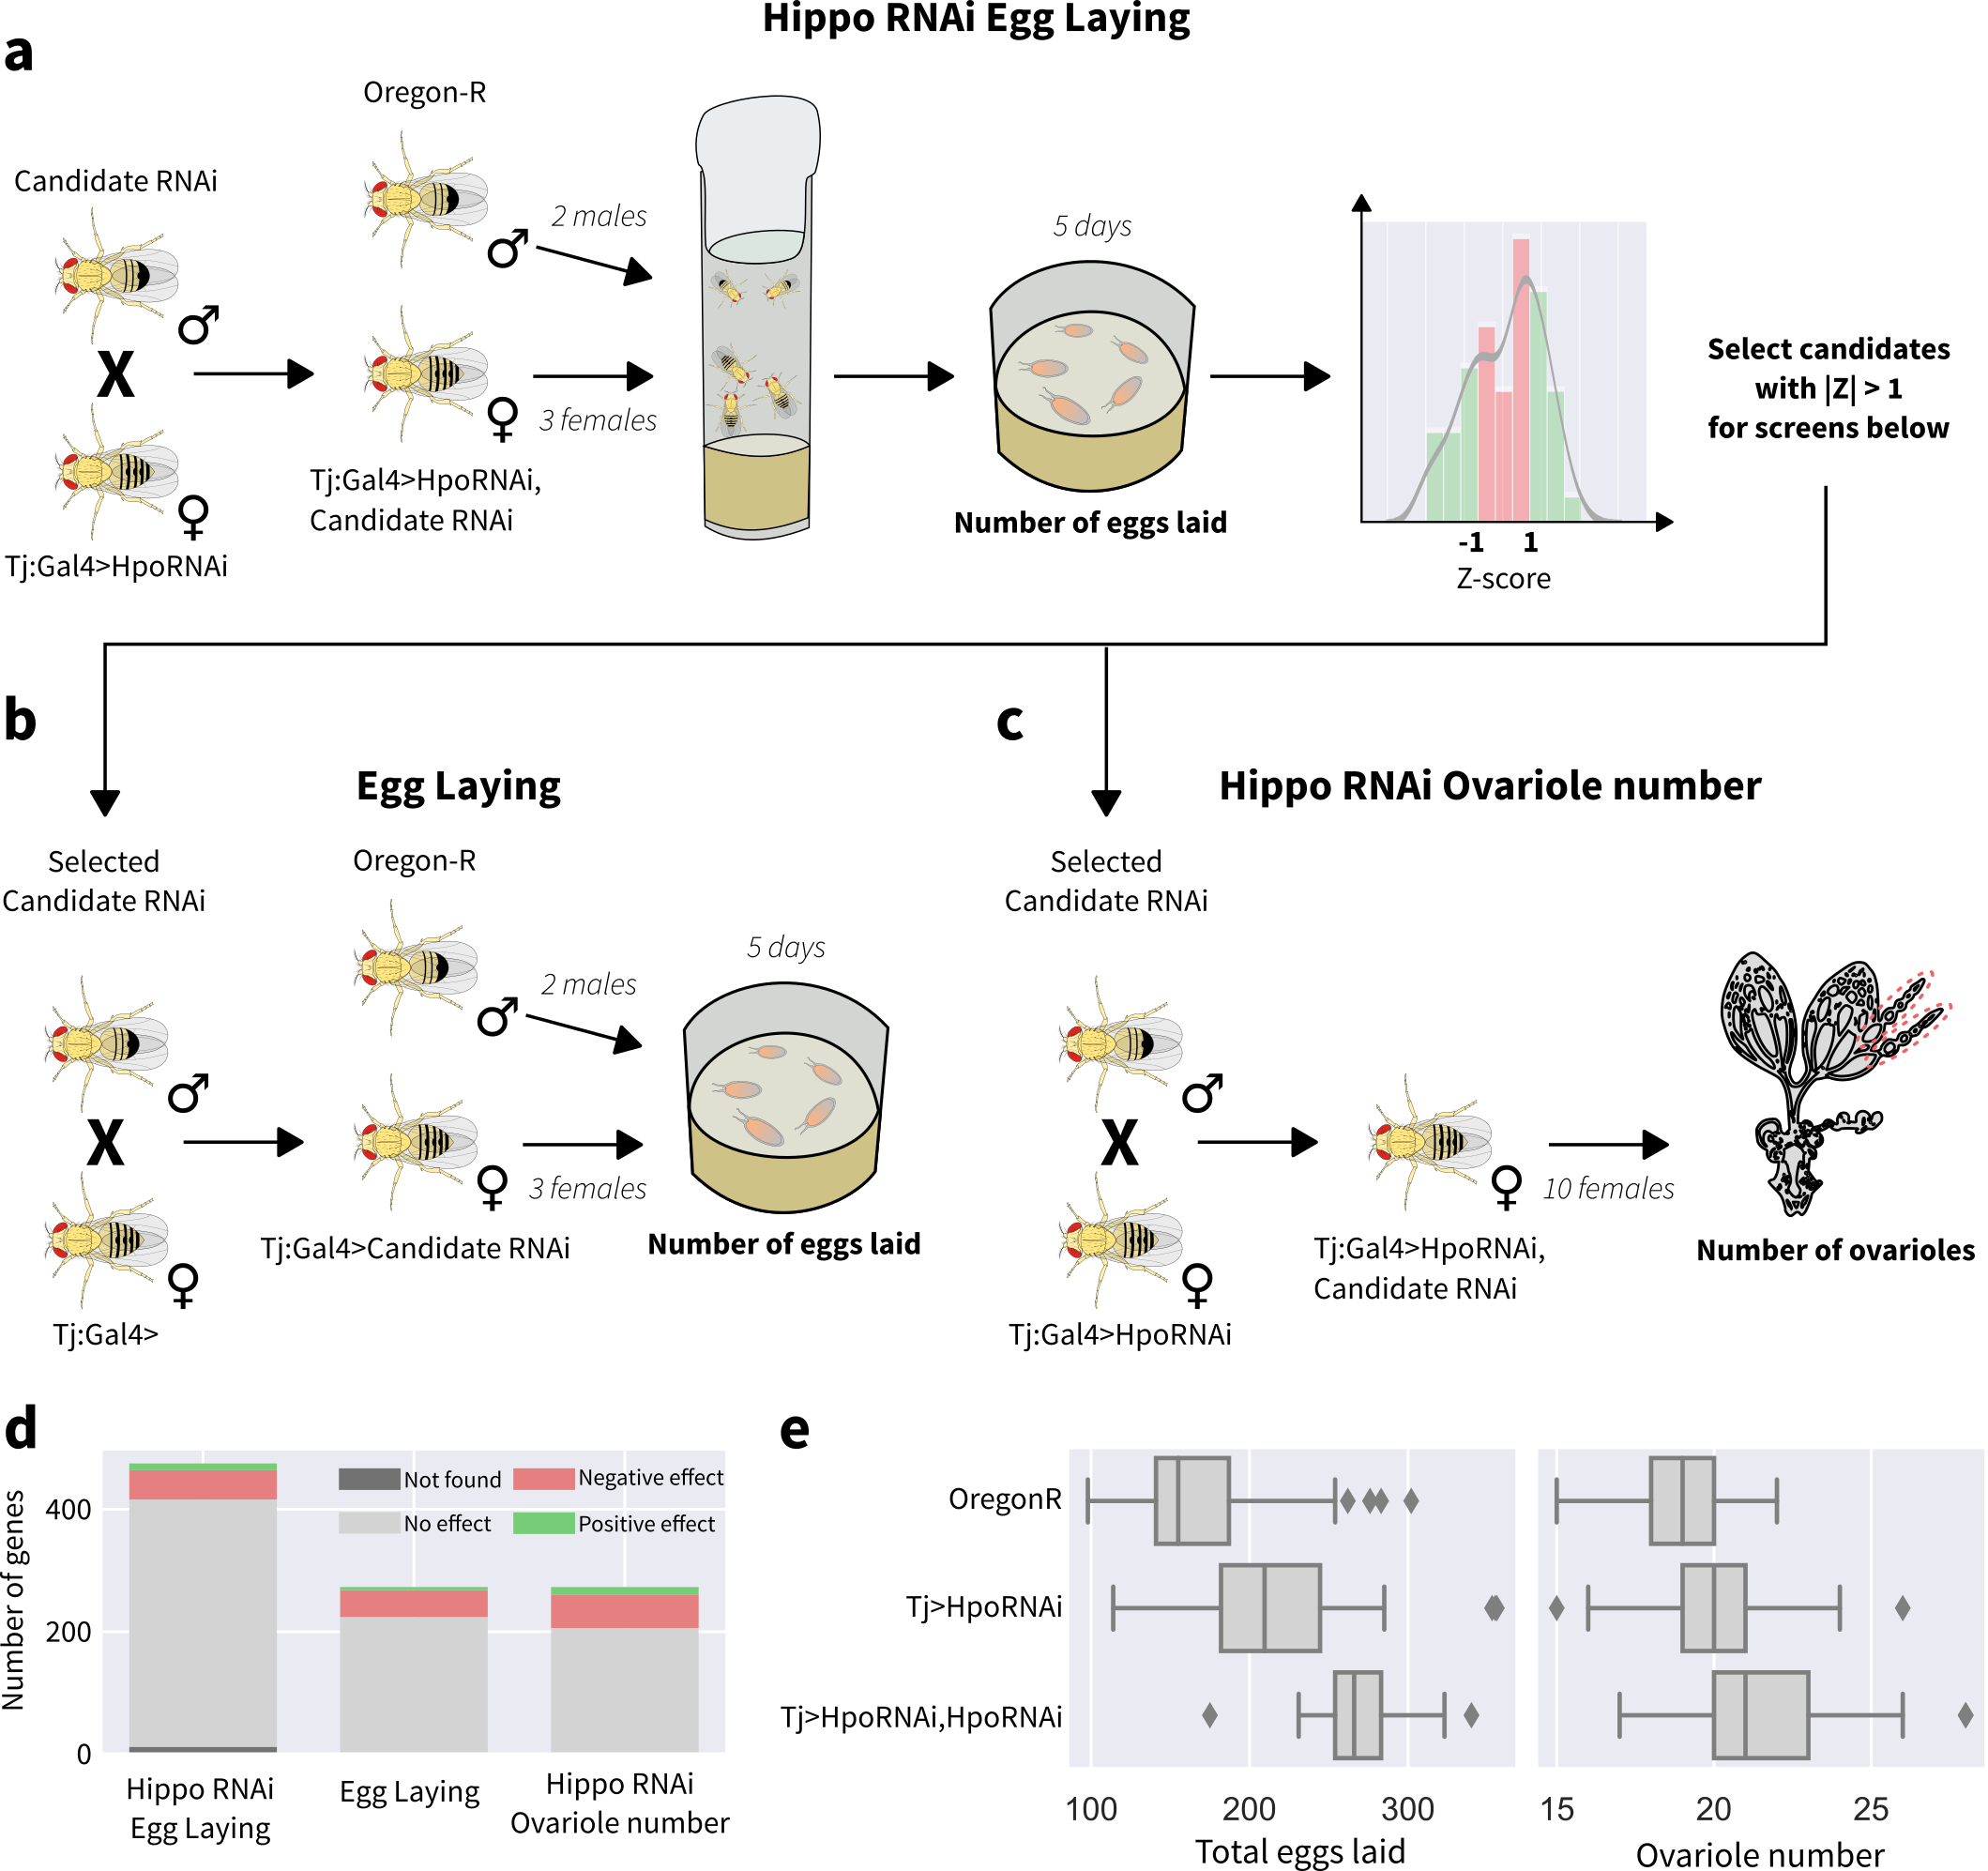 Hippo RNAi Egg Laying
a
Oregon-R
Candidate RNAi
2 males
5 days
X
3 females
Select candidates
with |Z| > 1
for screens below
Tj:Gal4>HpoRNAi,
Candidate RNAi
Number of eggs laid
-1 1
Z-score
Tj:Gal4>HpoRNAi
b
Egg Laying
Selected
Candidate RNAi
Oregon-R
2 males
5 days
X
3 females
Tj:Gal4>Candidate RNAi
Number of eggs laid
Tj:Gal4>
c
Hippo RNAi Ovariole number
Selected
Candidate RNAi
X
10 females
Tj:Gal4>HpoRNAi,
Candidate RNAi
Number of ovarioles
Tj:Gal4>HpoRNAi
d
Number of genes
400
200
0
Not found
Negative effect
No effect
Positive effect
Hippo RNAi
Egg Laying
Egg Laying
Hippo RNAi
Ovariole number
e
OregonR
Tj>HpoRNAi
Tj>HpoRNAi,HpoRNAi
100 200 300
Total eggs laid
15 20 25
Ovariole number